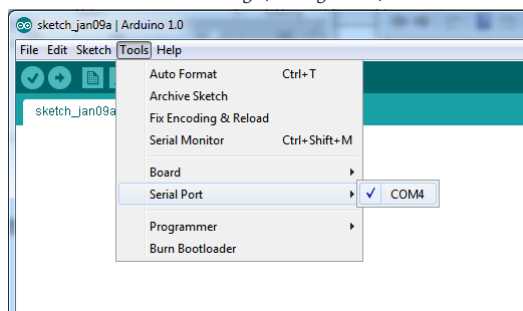 sketch_jan09a | Arduino 1.0
File Edit Sketch Tools Help
sketch_jan09a
Auto Format Ctrl+T
Archive Sketch
Fix Encoding & Reload
Serial Monitor Ctrl+Shift+M
Board
Serial Port
COM4
Programmer
Burn Bootloader